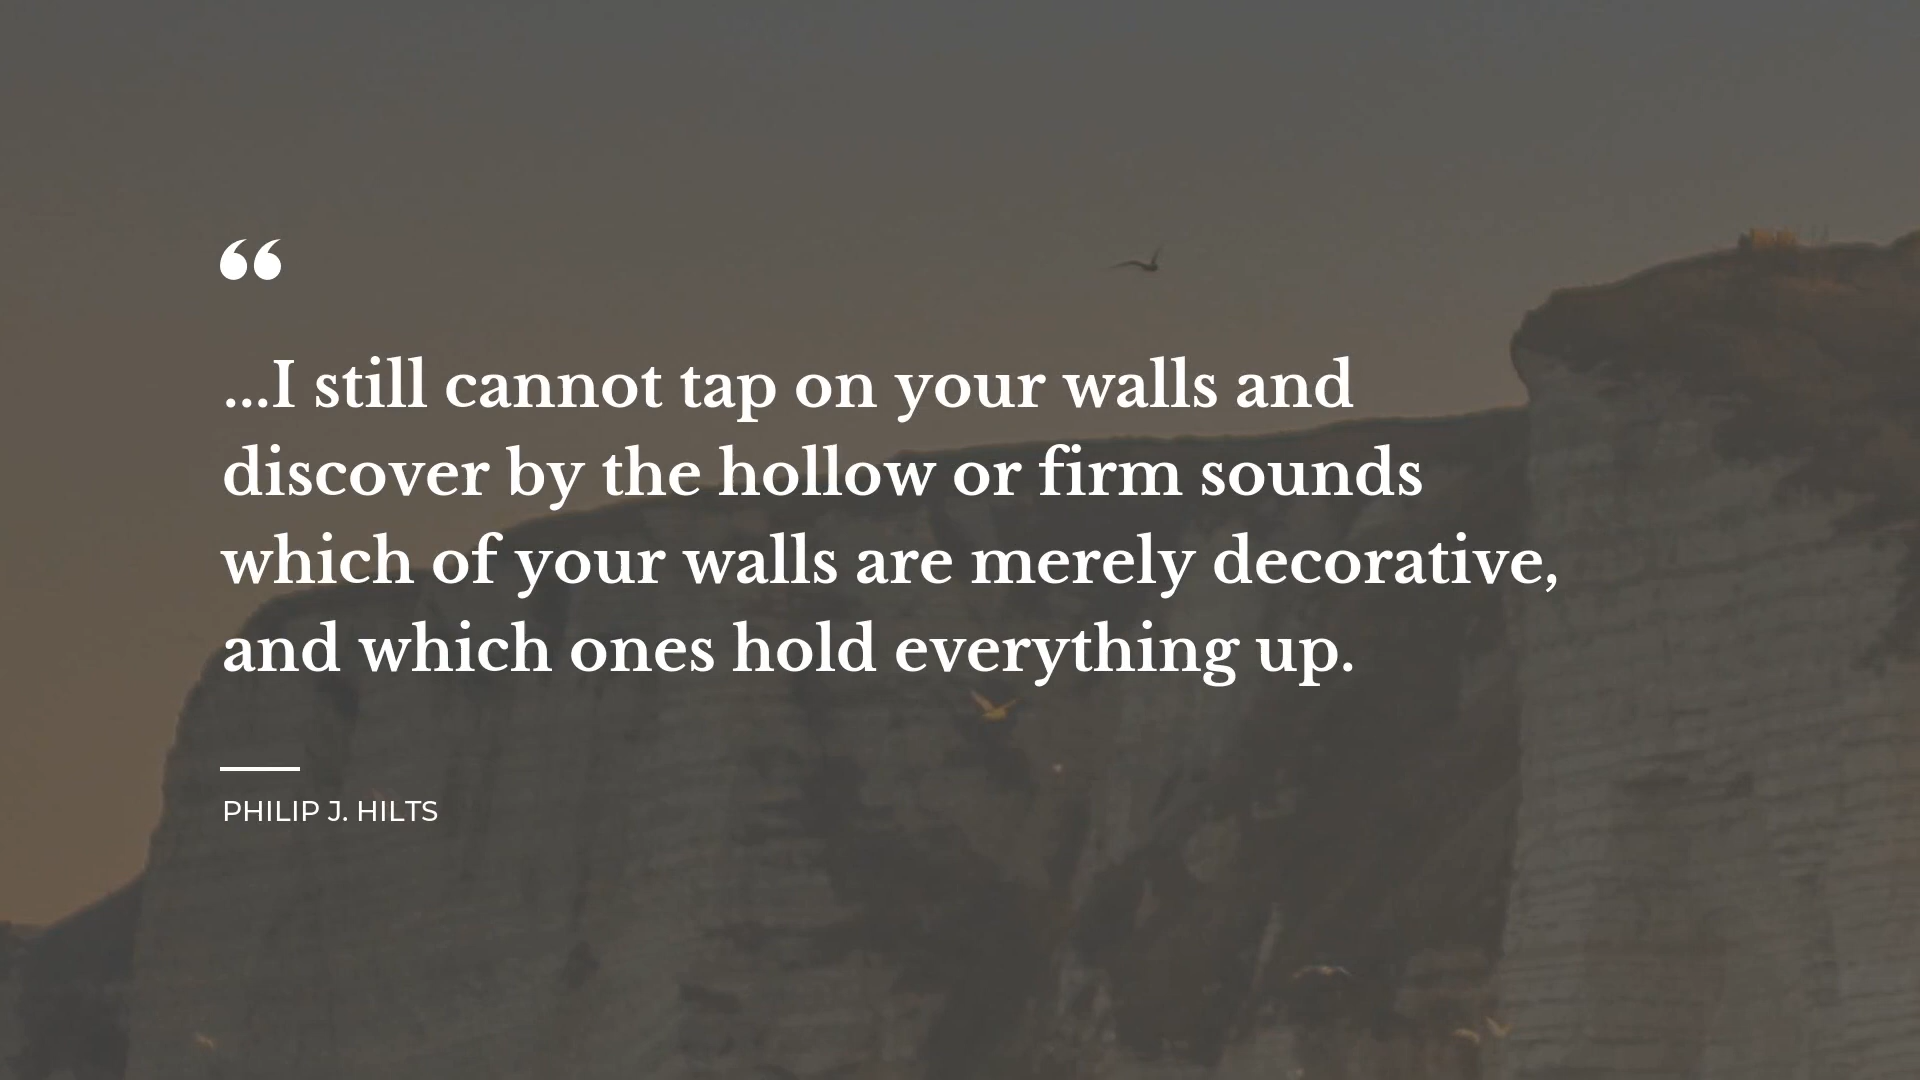 “
...I still cannot tap on your walls and
discover by the hollow or firm sounds
which of your walls are merely decorative,
and which ones hold everything up.
PHILIP J. HILTS